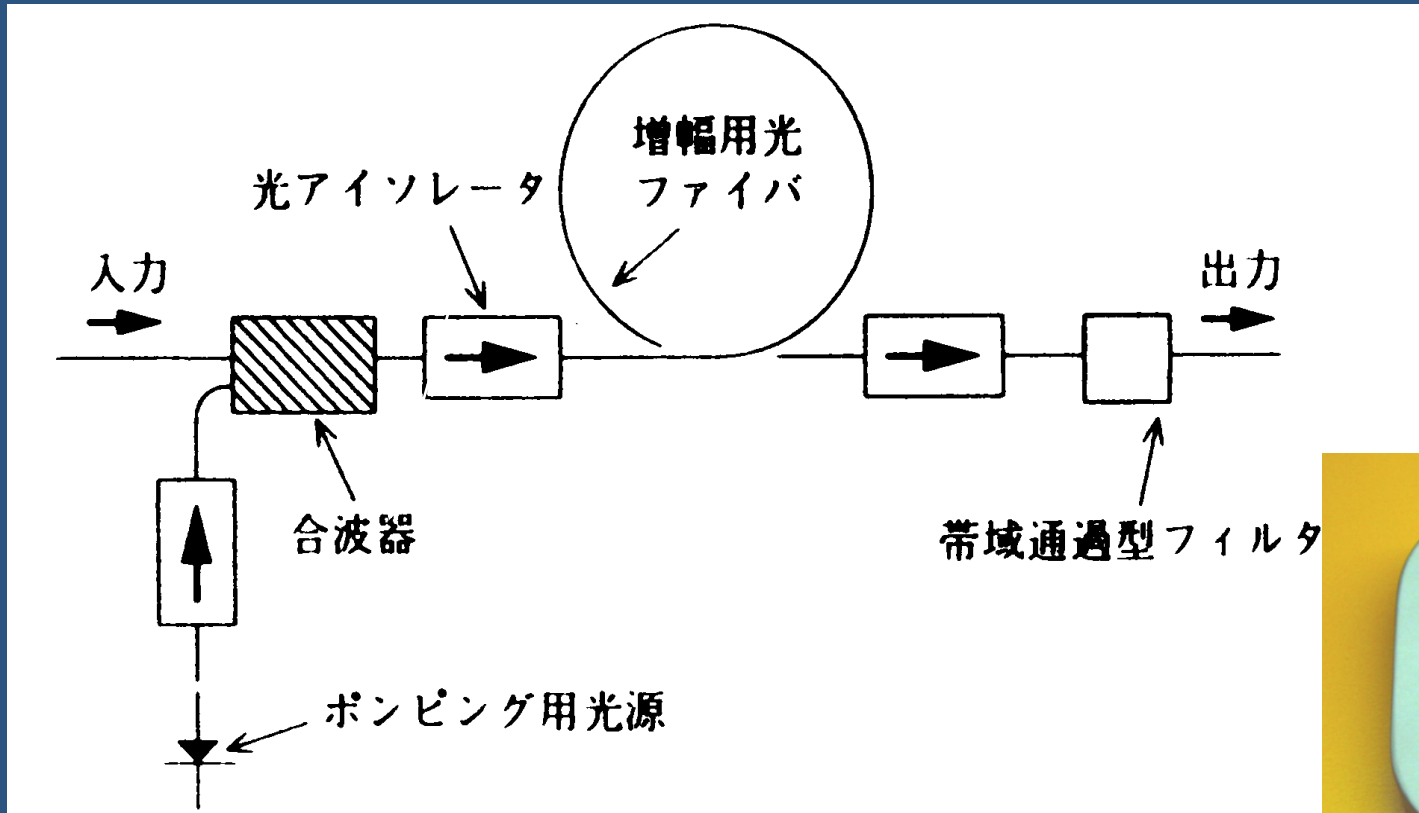 増幅用光
ファイバ
光アイソレータ
入力
出力
合波器
帯域通過型フィルタ
ポンピング用光源